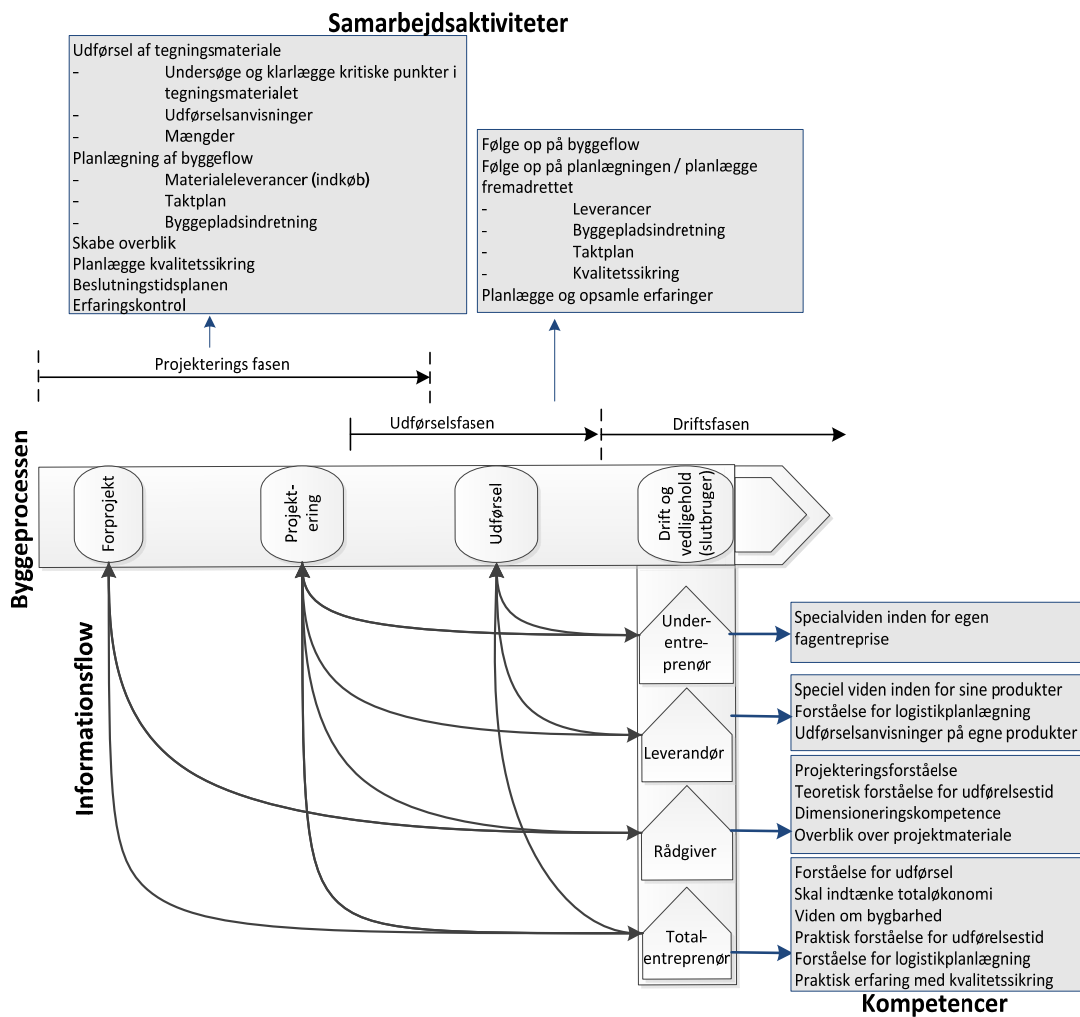 Samarbejdsaktiviteter
Udførsel af tegningsmateriale
- Undersøge og klarlægge kritiske punkter i
tegningsmaterialet
- Udførselsanvisninger
- Mængder
Planlægning af byggeflow
- Materialeleverancer (indkøb)
- Taktplan
- Byggepladsindretning
Skabe overblik
Planlægge kvalitetssikring
Beslutningstidsplanen
Erfaringskontrol
Følge op på byggeflow
Følge op på planlægningen / planlægge
fremadrettet
- Leverancer
- Byggepladsindretning
- Taktplan
- Kvalitetssikring
Planlægge og opsamle erfaringer
Projekterings fasen
Udførselsfasen
Driftsfasen
Byggeprocessen
Forprojekt
Projekt-
ering
Udførsel
Drift og
vedligehold
(slutbruger)
Informationsflow
Under-
entre-
prenør
Specialviden inden for egen
fagentreprise
Leverandør
Speciel viden inden for sine produkter
Forståelse for logistikplanlægning
Udførselsanvisninger på egne produkter
Rådgiver
Projekteringsforståelse
Teoretisk forståelse for udførelsestid
Dimensioneringskompetence
Overblik over projektmateriale
Total-
entreprenør
Forståelse for udførsel
Skal indtænke totaløkonomi
Viden om bygbarhed
Praktisk forståelse for udførelsestid
Forståelse for logistikplanlægning
Praktisk erfaring med kvalitetssikring
Kompetencer